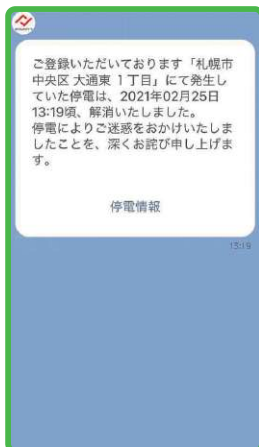 ご登録いただいております「札幌市
中央区 大通東 1丁目」にて発生し
ていた停電は、2021年02月25日
13:19頃、解消いたしました。
停電によりご迷惑をおかけいたしま
したことを、深くお詫び申し上げま
す。
停電情報
13:19